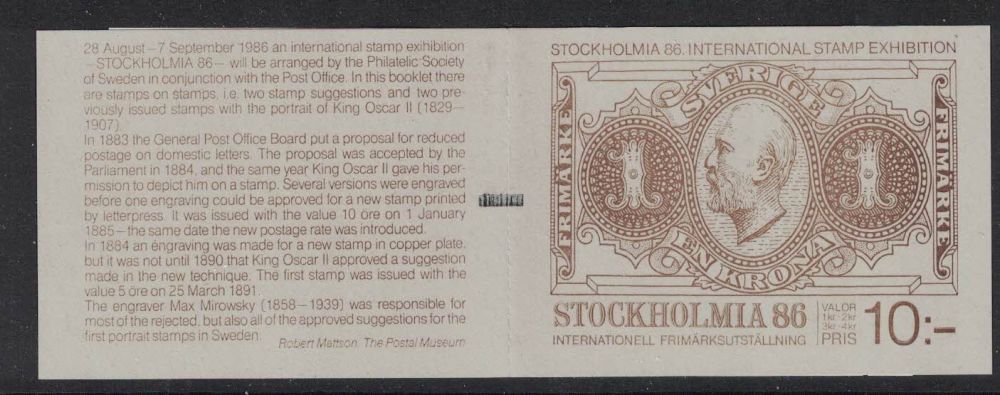 28 August–7 September 1986 an international stamp exhibition
–STOCKHOLMIA 86– will be arranged by the Philatelic Society
of Sweden in conjunction with the Post Office. In this booklet there
are stamps on stamps, i.e. two stamp suggestions and two pre-
viously issued stamps with the portrait of King Oscar II (1829–
1907).
In 1883 the General Post Office Board put a proposal for reduced
postage on domestic letters. The proposal was accepted by the
Parliament in 1884, and the same year King Oscar II gave his per-
mission to depict him on a stamp. Several versions were engraved
before one engraving could be approved for a new stamp printed
by letterpress. It was issued with the value 10 öre on 1 January
1885–the same date the new postage rate was introduced.
In 1884 an engraving was made for a new stamp in copper plate,
but it was not until 1890 that King Oscar II approved a suggestion
made in the new technique. The first stamp was issued with the
value 5 öre on 25 March 1891.
The engraver Max Mirowsky (1858–1939) was responsible for
most of the rejected, but also all of the approved suggestions for the
first portrait stamps in Sweden.
Robert Mattson, The Postal Museum
STOCKHOLMIA 86. INTERNATIONAL STAMP EXHIBITION
SVERIGE
FRIMÄRKE
1
1
FRIMÄRKE
EN KRONA
STOCKHOLMIA 86
INTERNATIONELL FRIMÄRKSUTSTÄLLNING
VALÖR
1kr-2kr
3kr-4kr
PRIS
10:–